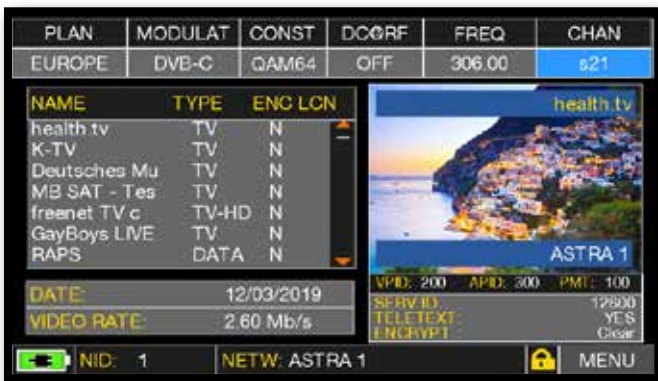 PLAN MODULAT CONST DC@RF FREQ CHAN
EUROPE DVB-C QAM64 OFF 306.00 s21
NAME TYPE ENC LCN
health.tv TV N
K-TV TV N
Deutsches Mu TV N
MB SAT - Tes TV N
freenet TV c TV-HD N
GayBoys LIVE TV N
RAPS DATA N
health.tv
ASTRA 1
VPID: 200 APID: 300 PMT: 100
DATE: 12/03/2019
VIDEO RATE: 2.60 Mb/s
SERV ID: 12600
TELETEXT: YES
ENCRYPT: Clear
NID: 1 NETW: ASTRA 1 MENU